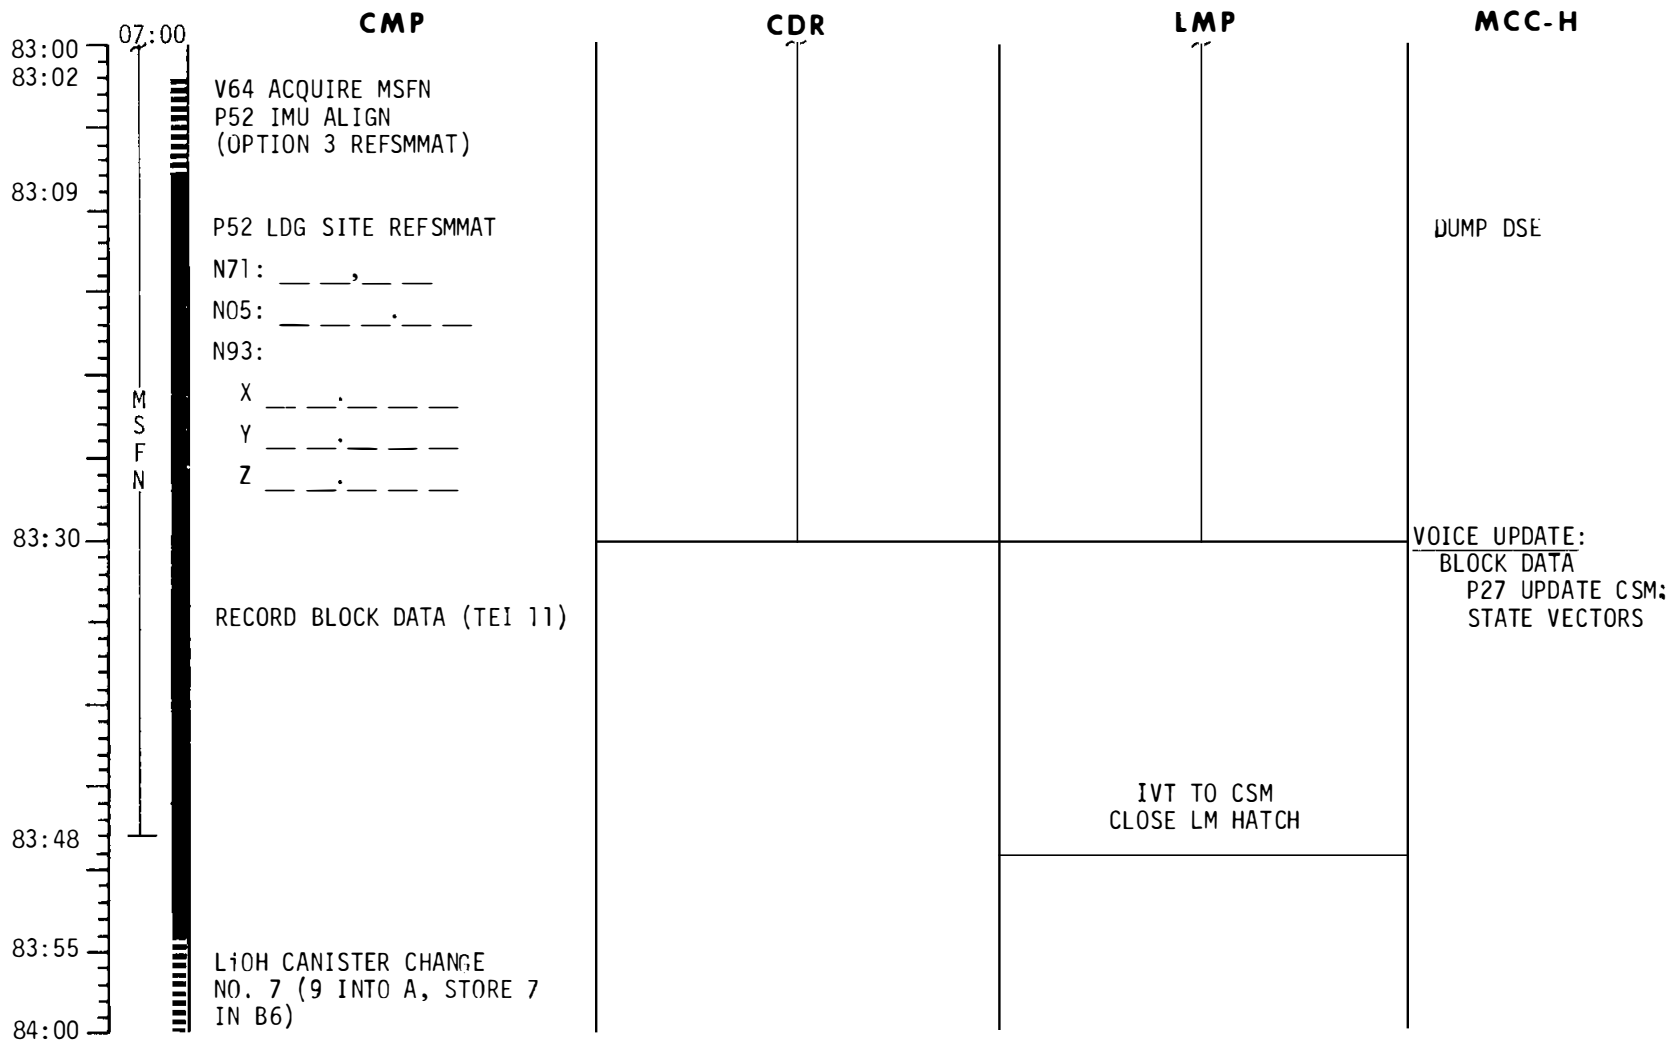 CMP
CDR
LMP
MCC-H
07:00
83:00
83:02
V64 ACQUIRE MSFN
P52 IMU ALIGN
(OPTION 3 REFSMMAT)
83:09
P52 LDG SITE REFSMMAT
DUMP DSE
N71: __ __,__ __
N05: __ __ __.__ __
N93:
X __ __.__ __ __
Y __ __.__ __ __
Z __ __.__ __ __
MSFN
83:30
VOICE UPDATE:
BLOCK DATA
P27 UPDATE CSM:
STATE VECTORS
RECORD BLOCK DATA (TEI 11)
IVT TO CSM
CLOSE LM HATCH
83:48
83:55
LiOH CANISTER CHANGE
NO. 7 (9 INTO A, STORE 7
IN B6)
84:00